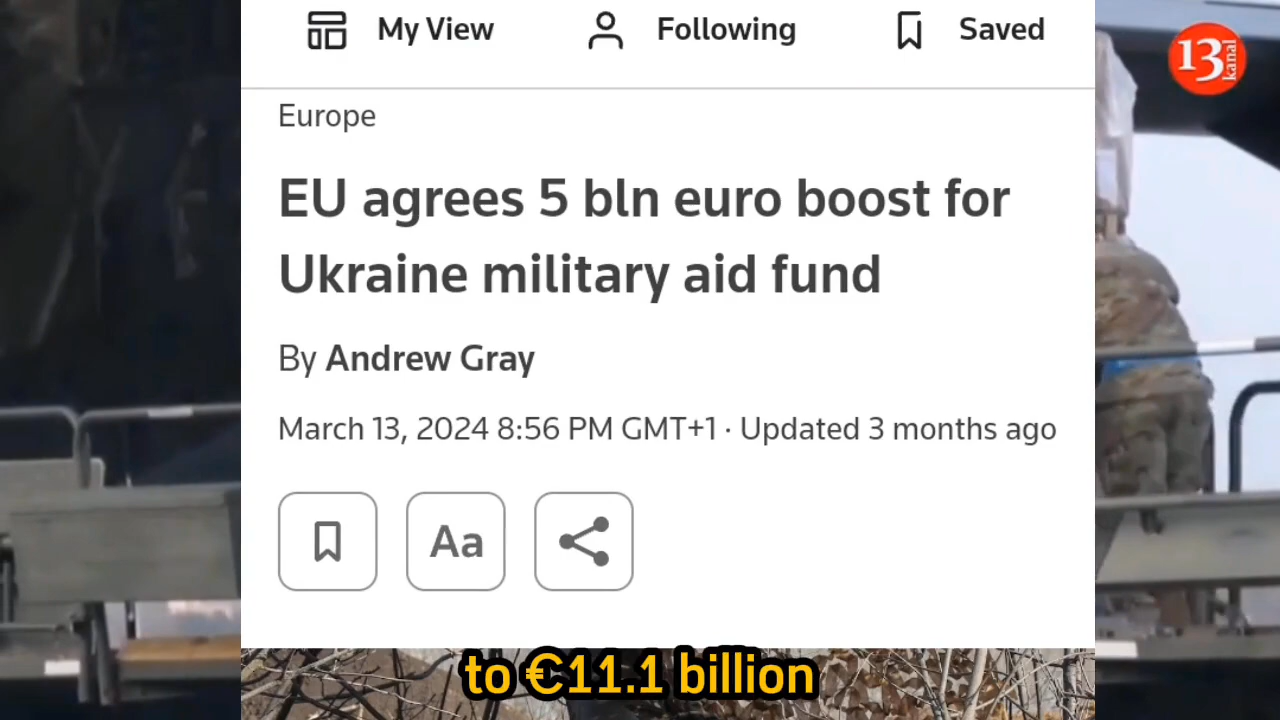 My View
Following
Saved
13
kanal
Europe
EU agrees 5 bln euro boost for
Ukraine military aid fund
By Andrew Gray
March 13, 2024 8:56 PM GMT+1 · Updated 3 months ago
Aa
to €11.1 billion